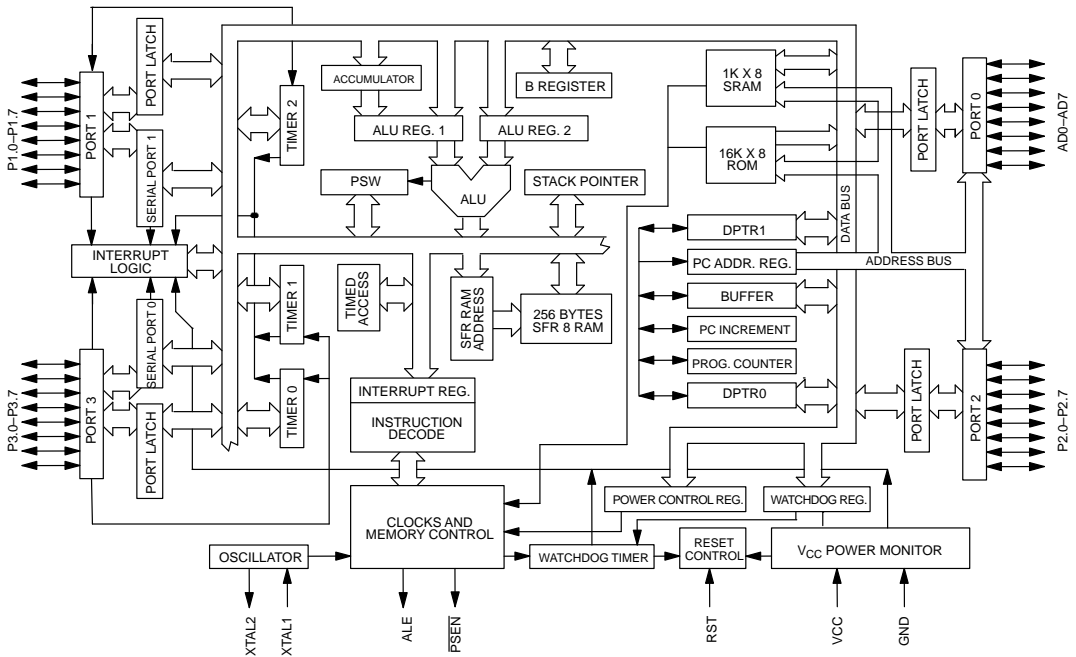 P1.0–P1.7
PORT 1
PORT LATCH
SERIAL PORT 1
TIMER 2
ACCUMULATOR
B REGISTER
ALU REG. 1
ALU REG. 2
PSW
ALU
STACK POINTER
1K X 8
SRAM
16K X 8
ROM
PORT LATCH
PORT 0
AD0–AD7
DATA BUS
ADDRESS BUS
INTERRUPT
LOGIC
TIMER 1
TIMED
ACCESS
SFR RAM
ADDRESS
256 BYTES
SFR 8 RAM
DPTR1
PC ADDR. REG.
BUFFER
PC INCREMENT
PROG. COUNTER
DPTR0
P3.0–P3.7
PORT 3
SERIAL PORT 0
PORT LATCH
TIMER 0
INTERRUPT REG.
INSTRUCTION
DECODE
PORT LATCH
PORT 2
P2.0–P2.7
CLOCKS AND
MEMORY CONTROL
POWER CONTROL REG.
WATCHDOG REG.
OSCILLATOR
WATCHDOG TIMER
RESET
CONTROL
VCC POWER MONITOR
XTAL2
XTAL1
ALE
PSEN
RST
VCC
GND